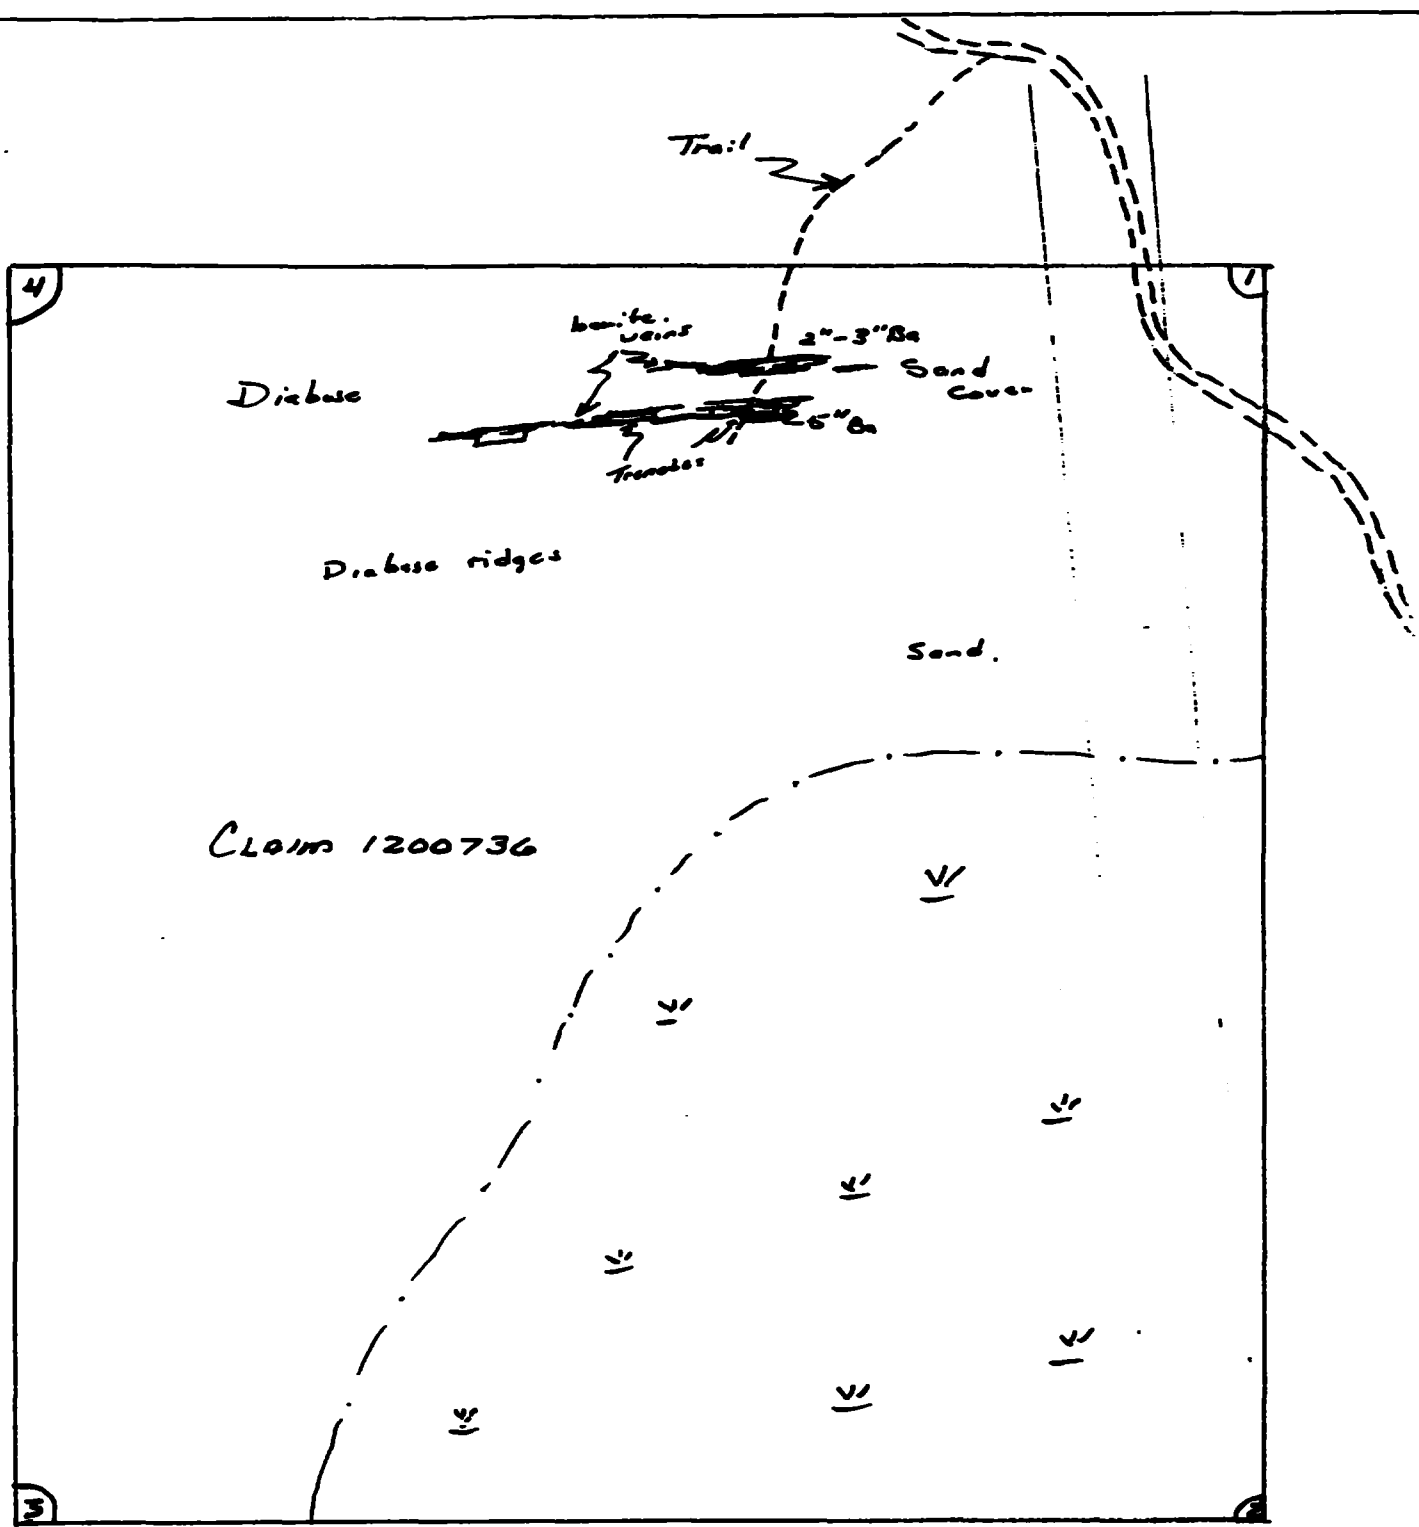 Trail
4
1
barite
veins
2"-3" Ba
Sand
Cover
Diabase
5" Ba
Trenches
Diabase ridges
Sand.
Claim 1200736
3
2